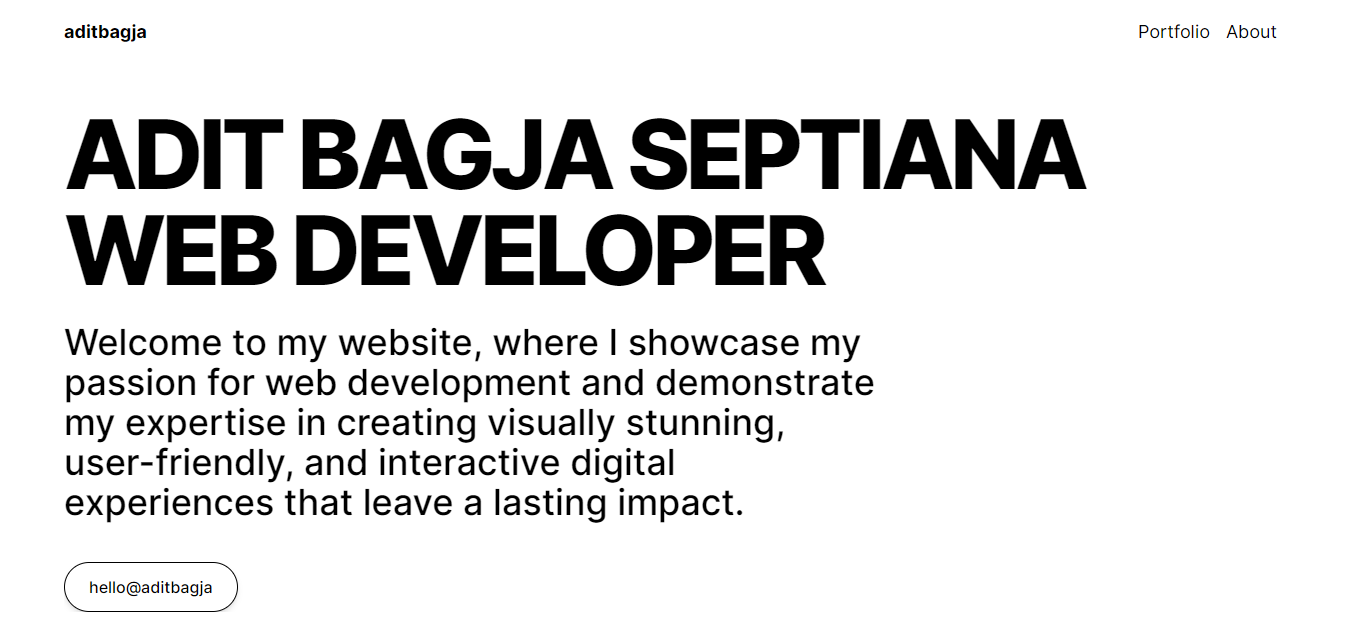 aditbagja
Portfolio About
ADIT BAGJA SEPTIANA
WEB DEVELOPER
Welcome to my website, where I showcase my
passion for web development and demonstrate
my expertise in creating visually stunning,
user-friendly, and interactive digital
experiences that leave a lasting impact.
hello@aditbagja